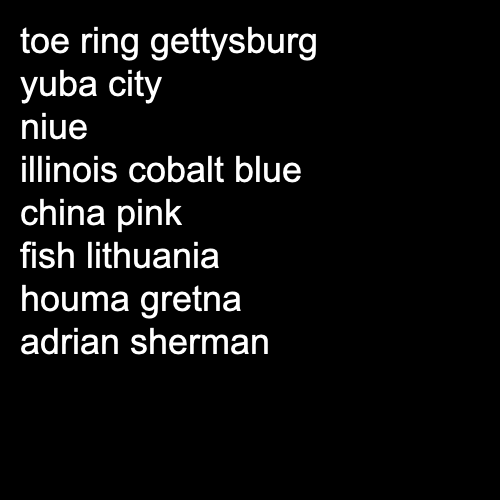 toe ring gettysburg
yuba city
niue
illinois cobalt blue
china pink
fish lithuania
houma gretna
adrian sherman